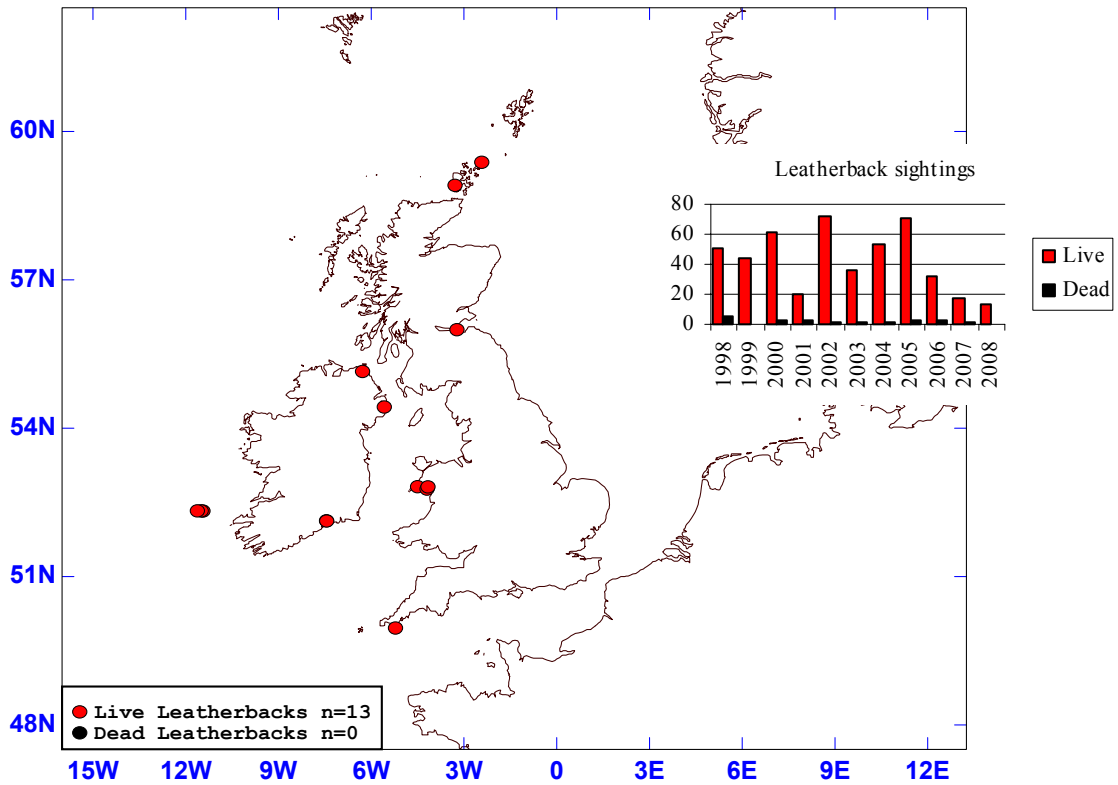 60N
57N
54N
51N
48N
Leatherback sightings
80
60
40
20
0
1998
1999
2000
2001
2002
2003
2004
2005
2006
2007
2008
Live
Dead
Live Leatherbacks n=13
Dead Leatherbacks n=0
15W 12W 9W 6W 3W 0 3E 6E 9E 12E